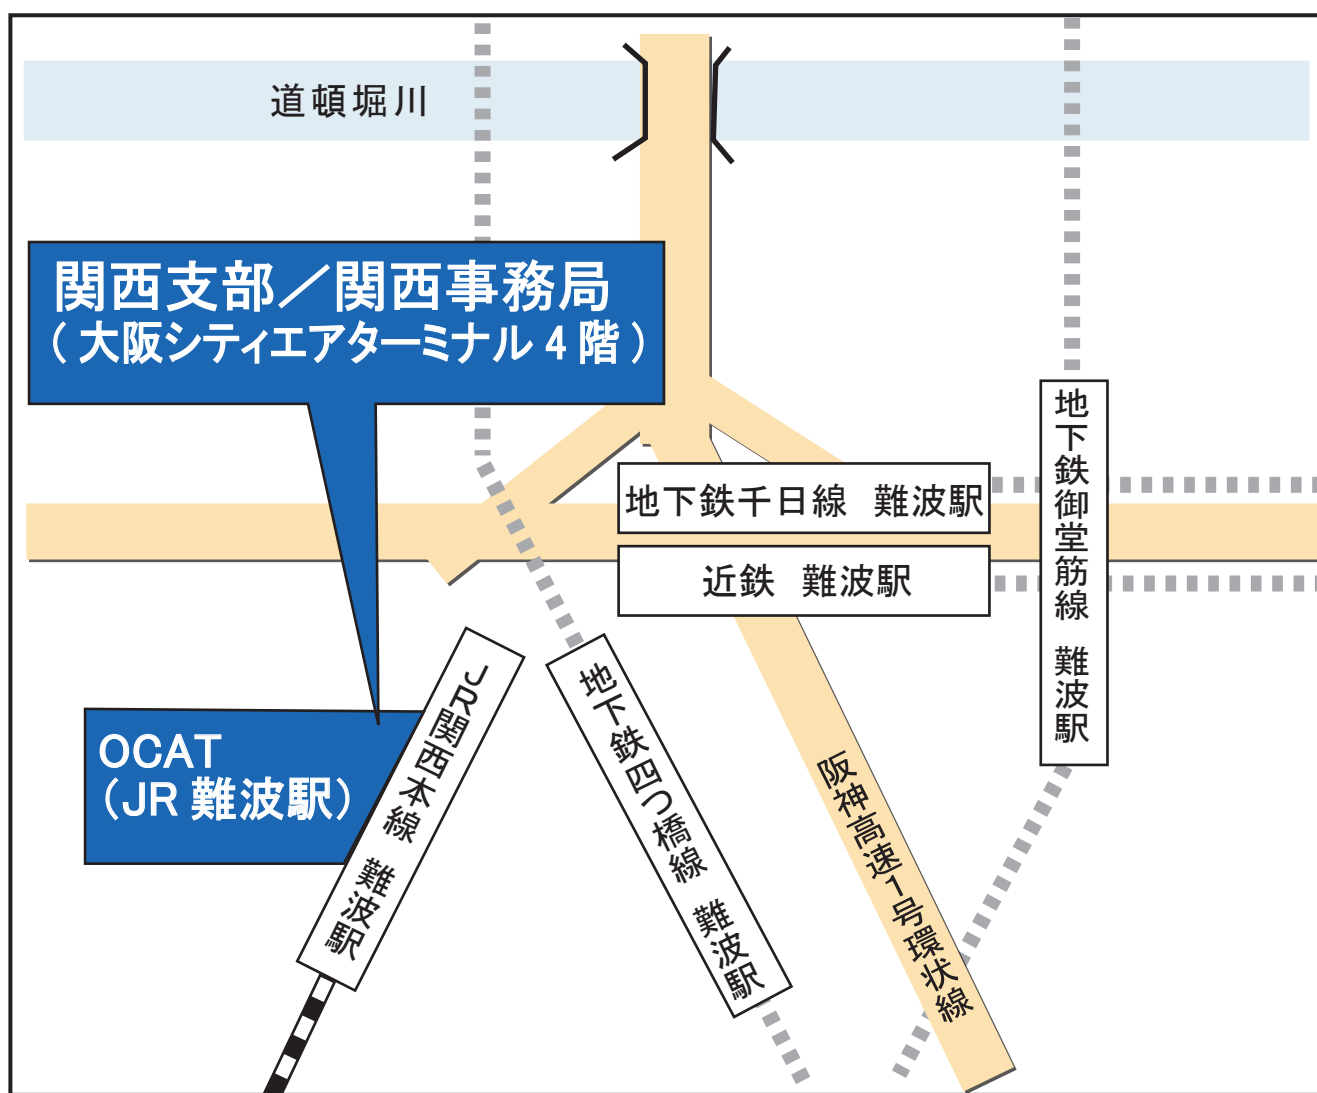 道頓堀川
関西支部／関西事務局
（大阪シティエアターミナル4階）
地下鉄千日線　難波駅
近鉄　難波駅
地下鉄御堂筋線　難波駅
OCAT
（JR難波駅）
JR関西本線　難波駅
地下鉄四つ橋線　難波駅
阪神高速1号環状線